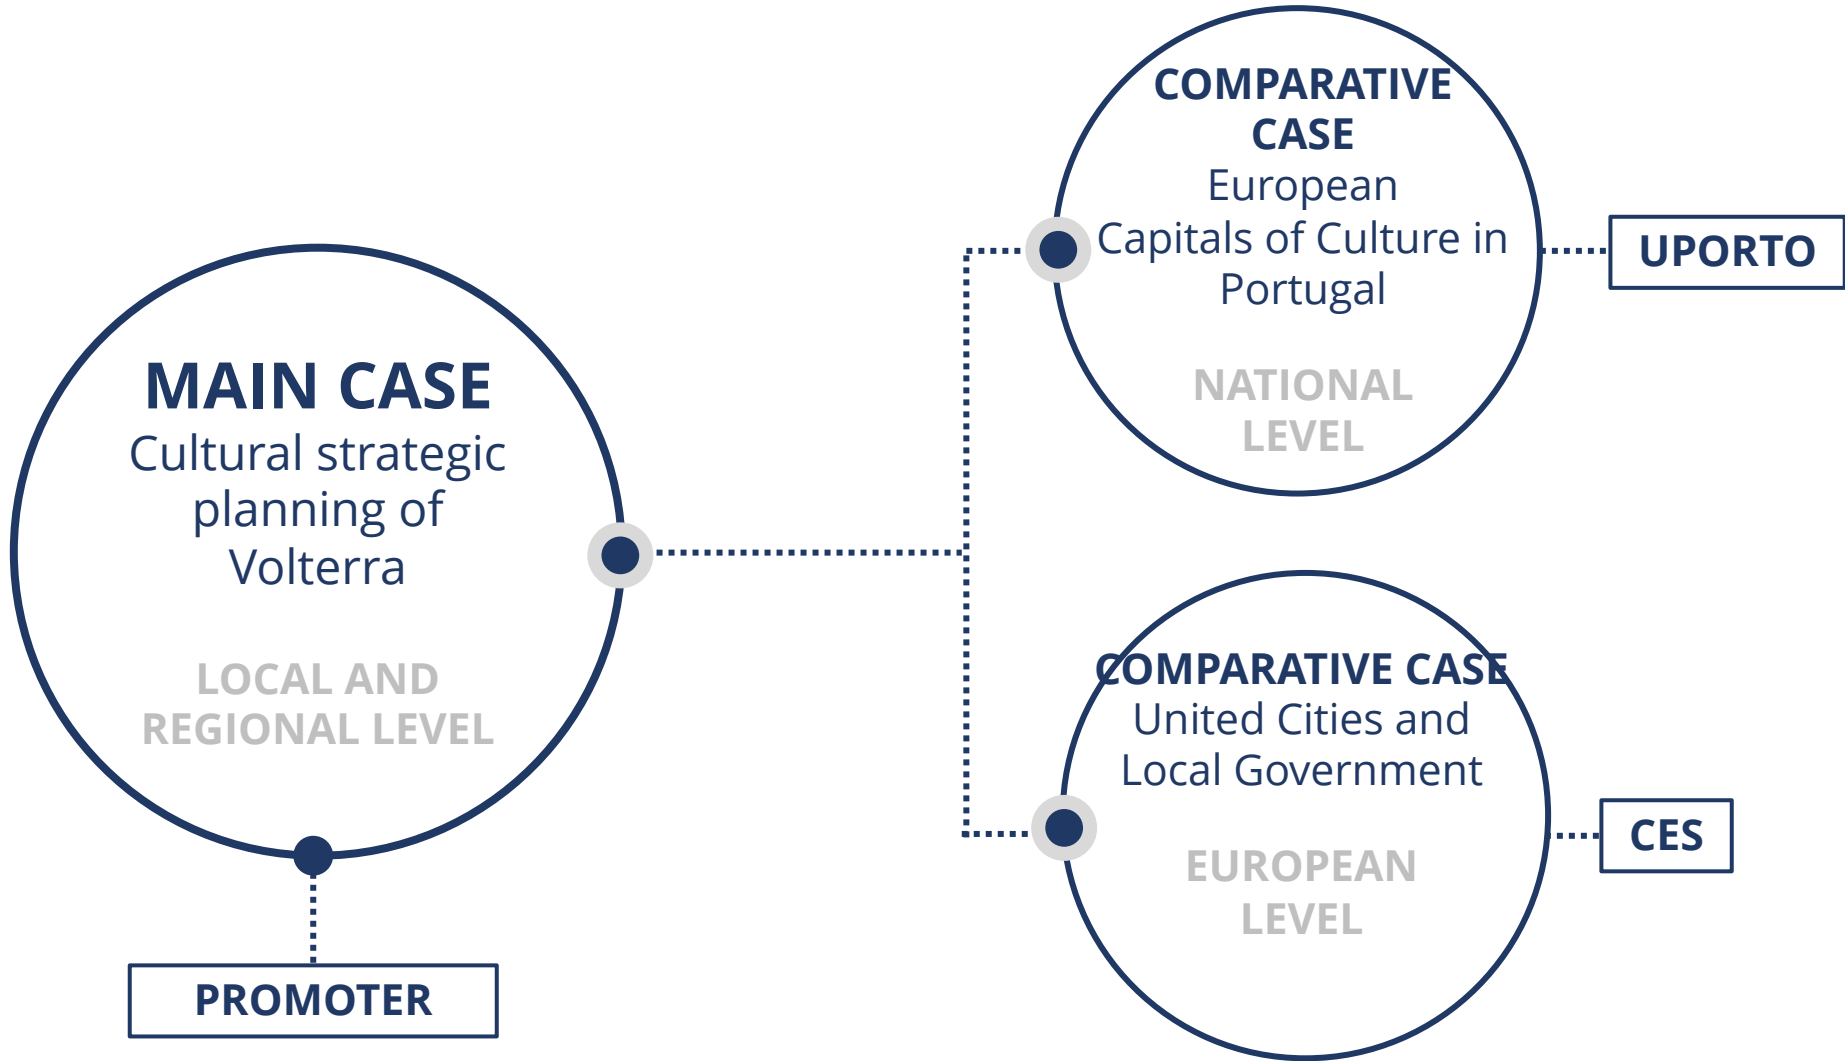 MAIN CASE
Cultural strategic
planning of
Volterra
LOCAL AND
REGIONAL LEVEL
PROMOTER
COMPARATIVE
CASE
European
Capitals of Culture in
Portugal
NATIONAL
LEVEL
UPORTO
COMPARATIVE CASE
United Cities and
Local Government
EUROPEAN
LEVEL
CES